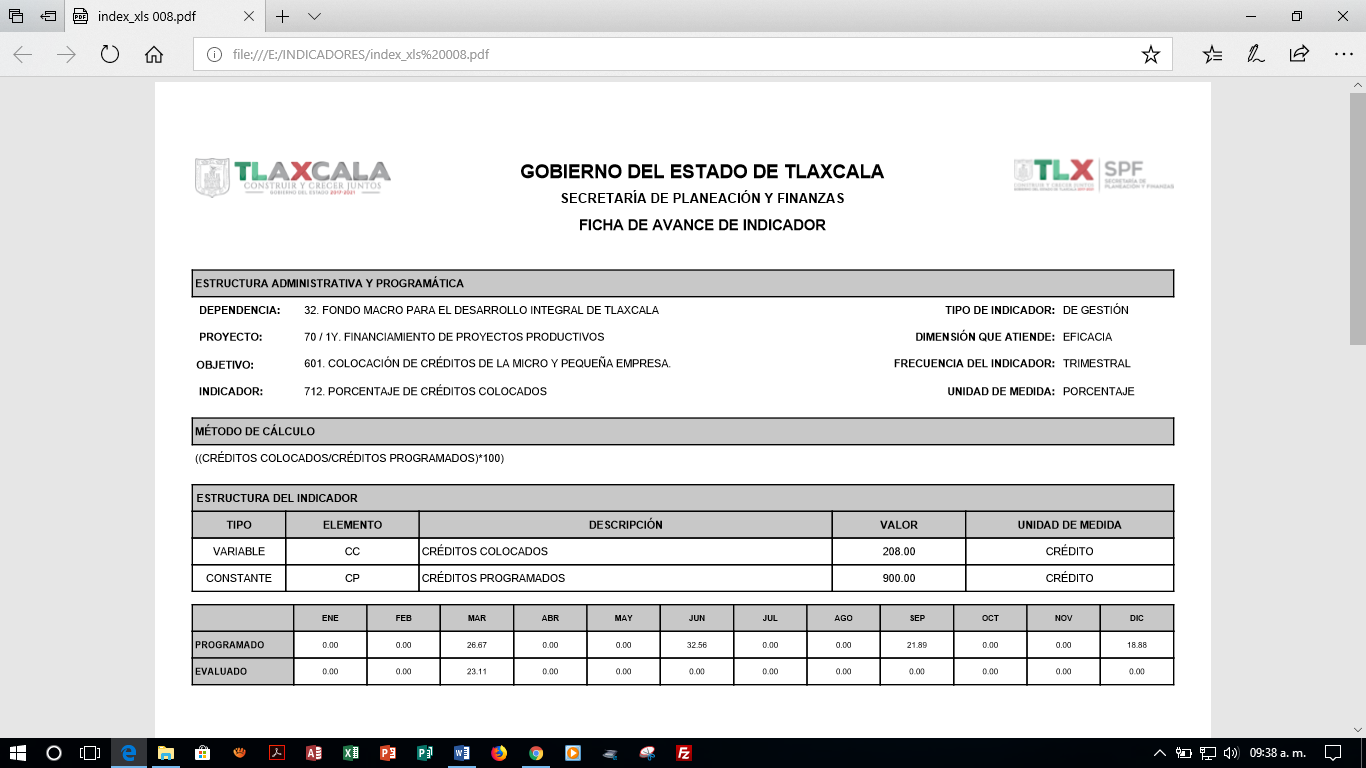 index_xls 008.pdf
file:///E:/INDICADORES/index_xls%20008.pdf
TLAXCALA
CONSTRUIR Y CRECER JUNTOS
GOBIERNO DEL ESTADO 2017-2021
GOBIERNO DEL ESTADO DE TLAXCALA
SECRETARÍA DE PLANEACIÓN Y FINANZAS
FICHA DE AVANCE DE INDICADOR
TLX
CONSTRUIR Y CRECER JUNTOS
SPF
SECRETARÍA DE
PLANEACIÓN Y FINANZAS
ESTRUCTURA ADMINISTRATIVA Y PROGRAMÁTICA
DEPENDENCIA: 32. FONDO MACRO PARA EL DESARROLLO INTEGRAL DE TLAXCALA TIPO DE INDICADOR: DE GESTIÓN
PROYECTO: 70 / 1Y. FINANCIAMIENTO DE PROYECTOS PRODUCTIVOS DIMENSIÓN QUE ATIENDE: EFICACIA
OBJETIVO: 601. COLOCACIÓN DE CRÉDITOS DE LA MICRO Y PEQUEÑA EMPRESA. FRECUENCIA DEL INDICADOR: TRIMESTRAL
INDICADOR: 712. PORCENTAJE DE CRÉDITOS COLOCADOS UNIDAD DE MEDIDA: PORCENTAJE
MÉTODO DE CÁLCULO
((CRÉDITOS COLOCADOS/CRÉDITOS PROGRAMADOS)*100)
ESTRUCTURA DEL INDICADOR
TIPO ELEMENTO DESCRIPCIÓN VALOR UNIDAD DE MEDIDA
VARIABLE CC CRÉDITOS COLOCADOS 208.00 CRÉDITO
CONSTANTE CP CRÉDITOS PROGRAMADOS 900.00 CRÉDITO
ENE FEB MAR ABR MAY JUN JUL AGO SEP OCT NOV DIC
PROGRAMADO 0.00 0.00 26.67 0.00 0.00 32.56 0.00 0.00 21.89 0.00 0.00 18.88
EVALUADO 0.00 0.00 23.11 0.00 0.00 0.00 0.00 0.00 0.00 0.00 0.00 0.00
09:38 a. m.